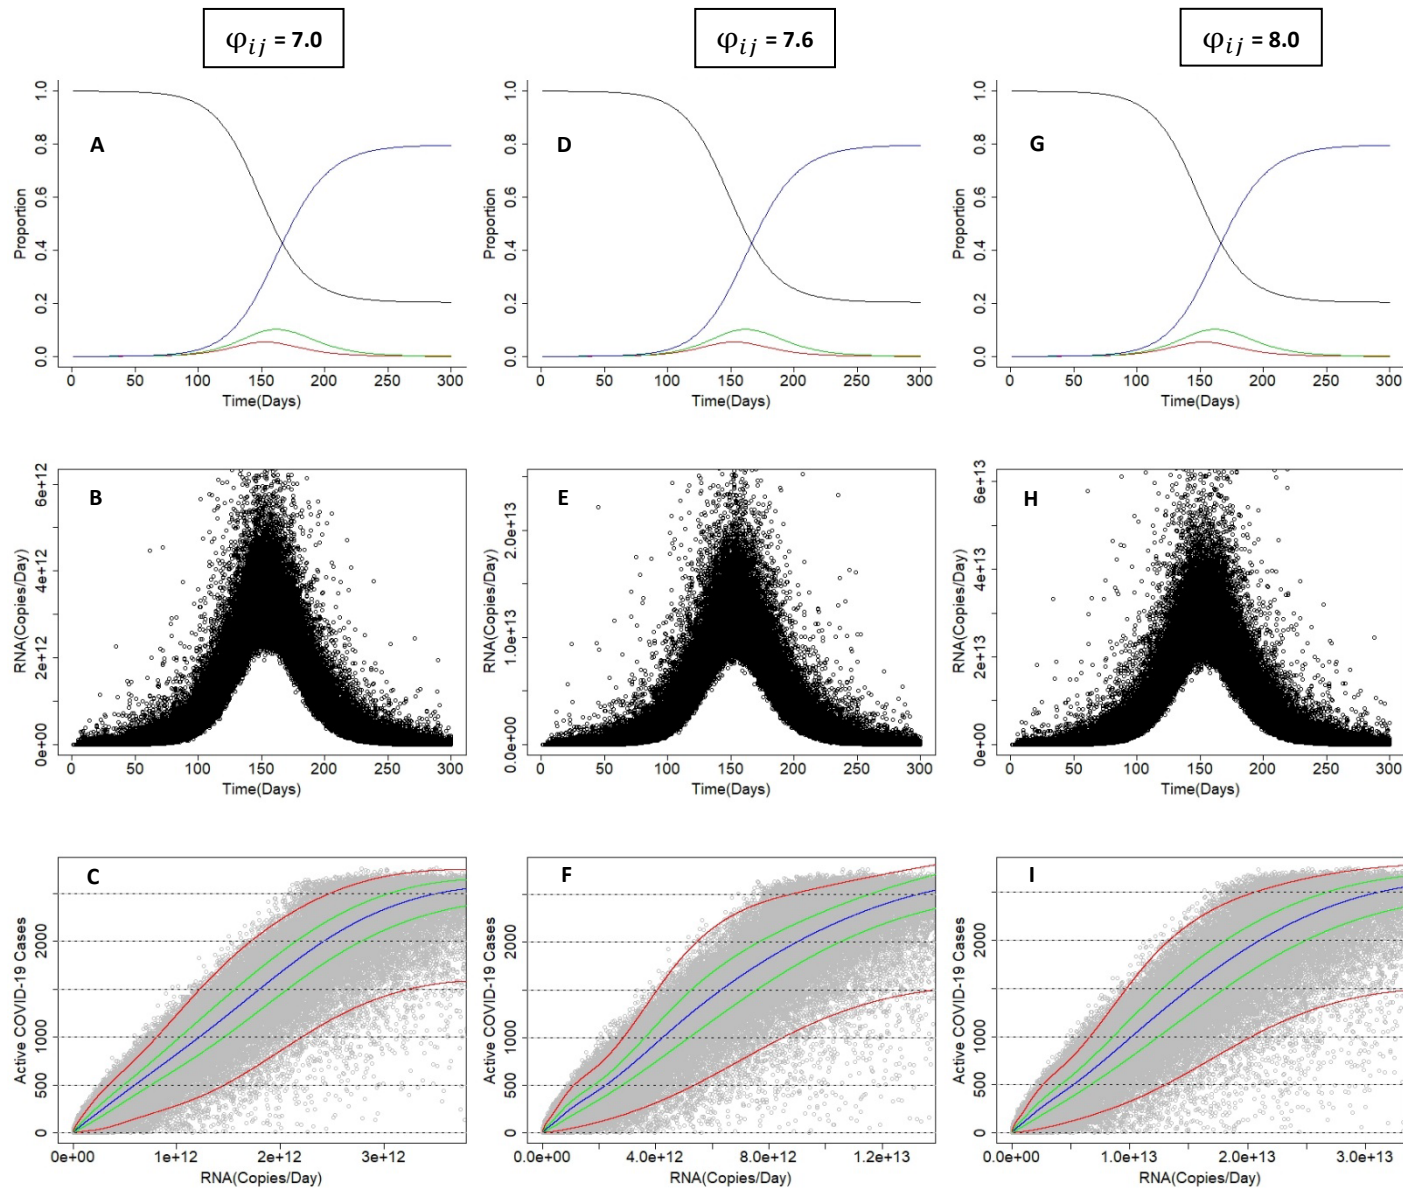 φij = 7.0
φij = 7.6
φij = 8.0
A
Proportion
0.0 0.2 0.4 0.6 0.8 1.0
0 50 100 150 200 250 300
Time(Days)
D
Proportion
0.0 0.2 0.4 0.6 0.8 1.0
0 50 100 150 200 250 300
Time(Days)
G
Proportion
0.0 0.2 0.4 0.6 0.8 1.0
0 50 100 150 200 250 300
Time(Days)
B
RNA(Copies/Day)
0e+00 2e+12 4e+12 6e+12
0 50 100 150 200 250 300
Time(Days)
E
RNA(Copies/Day)
0.0e+00 1.0e+13 2.0e+13
0 50 100 150 200 250 300
Time(Days)
H
RNA(Copies/Day)
0e+00 2e+13 4e+13 6e+13
0 50 100 150 200 250 300
Time(Days)
C
Active COVID-19 Cases
0 500 1000 2000
0e+00 1e+12 2e+12 3e+12
RNA(Copies/Day)
F
Active COVID-19 Cases
0 500 1000 2000
0.0e+00 4.0e+12 8.0e+12 1.2e+13
RNA(Copies/Day)
I
Active COVID-19 Cases
0 500 1000 2000
0.0e+00 1.0e+13 2.0e+13 3.0e+13
RNA(Copies/Day)